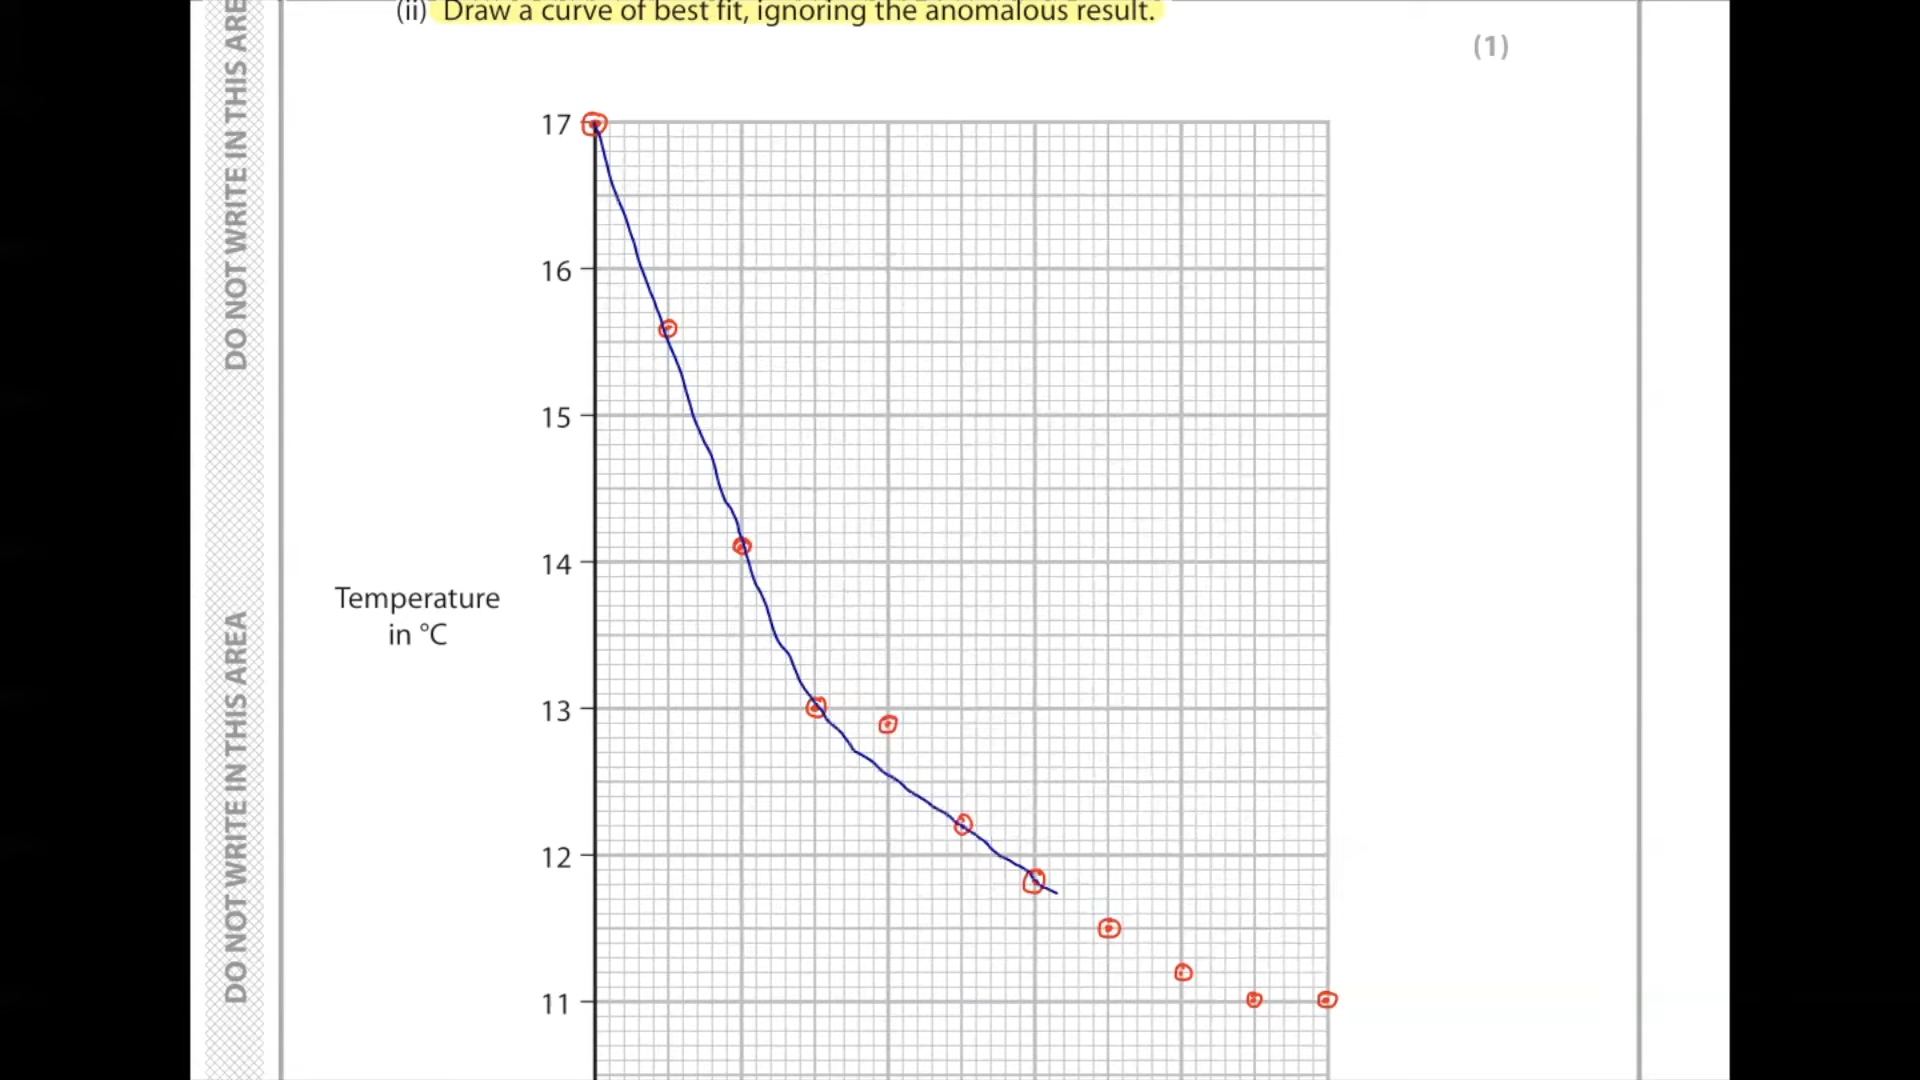 (ii) Draw a curve of best fit, ignoring the anomalous result.
(1)
DO NOT WRITE IN THIS ARE
17
16
15
14
Temperature
in °C
13
12
11
DO NOT WRITE IN THIS AREA